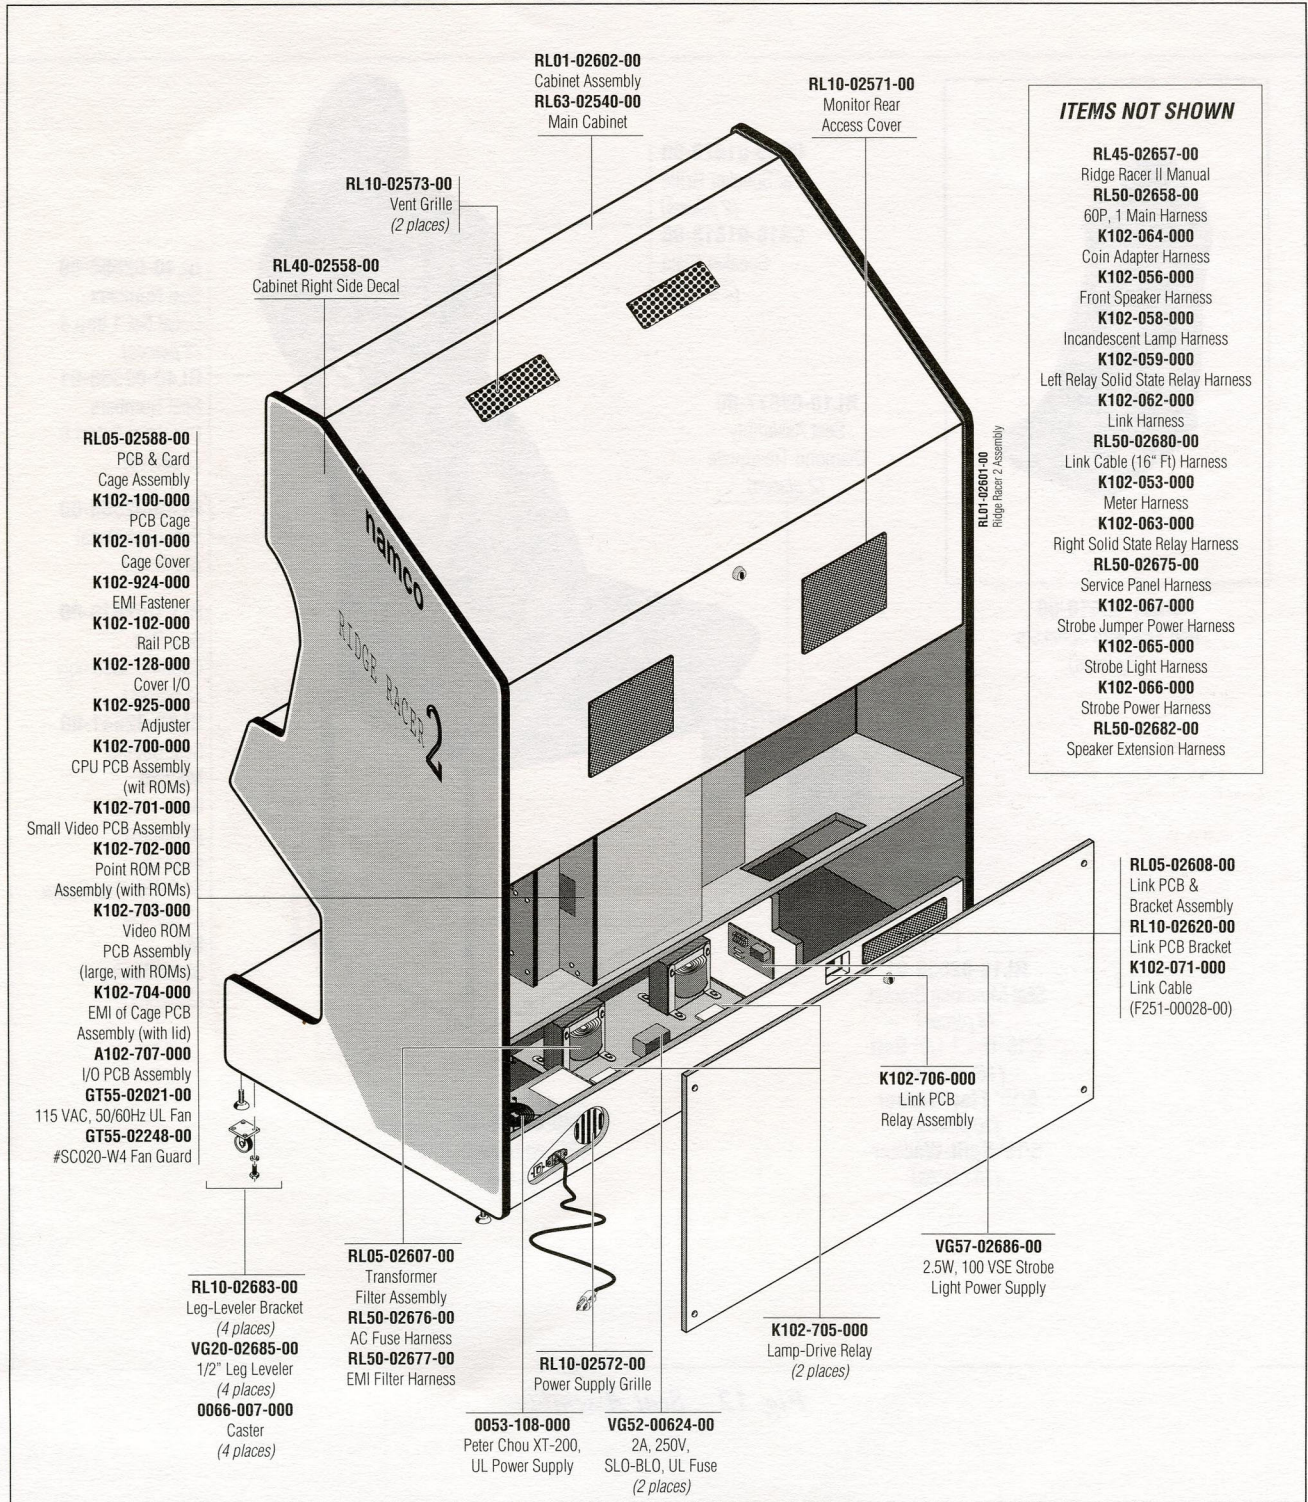 RL01-02602-00
Cabinet Assembly
RL63-02540-00
Main Cabinet
RL10-02571-00
Monitor Rear
Access Cover
RL10-02573-00
Vent Grille
(2 places)
RL40-02558-00
Cabinet Right Side Decal
ITEMS NOT SHOWN
RL45-02657-00
Ridge Racer II Manual
RL50-02658-00
60P, 1 Main Harness
K102-064-000
Coin Adapter Harness
K102-056-000
Front Speaker Harness
K102-058-000
Incandescent Lamp Harness
K102-059-000
Left Relay Solid State Relay Harness
K102-062-000
Link Harness
RL50-02680-00
Link Cable (16“ Ft) Harness
K102-053-000
Meter Harness
K102-063-000
Right Solid State Relay Harness
RL50-02675-00
Service Panel Harness
K102-067-000
Strobe Jumper Power Harness
K102-065-000
Strobe Light Harness
K102-066-000
Strobe Power Harness
RL50-02682-00
Speaker Extension Harness
RL01-02601-00
Ridge Racer 2 Assembly
namco
RIDGE RACER 2
RL05-02588-00
PCB & Card
Cage Assembly
K102-100-000
PCB Cage
K102-101-000
Cage Cover
K102-924-000
EMI Fastener
K102-102-000
Rail PCB
K102-128-000
Cover I/O
K102-925-000
Adjuster
K102-700-000
CPU PCB Assembly
(wit ROMs)
K102-701-000
Small Video PCB Assembly
K102-702-000
Point ROM PCB
Assembly (with ROMs)
K102-703-000
Video ROM
PCB Assembly
(large, with ROMs)
K102-704-000
EMI of Cage PCB
Assembly (with lid)
A102-707-000
I/O PCB Assembly
GT55-02021-00
115 VAC, 50/60Hz UL Fan
GT55-02248-00
#SC020-W4 Fan Guard
RL05-02608-00
Link PCB &
Bracket Assembly
RL10-02620-00
Link PCB Bracket
K102-071-000
Link Cable
(F251-00028-00)
K102-706-000
Link PCB
Relay Assembly
VG57-02686-00
2.5W, 100 VSE Strobe
Light Power Supply
RL10-02683-00
Leg-Leveler Bracket
(4 places)
VG20-02685-00
1/2” Leg Leveler
(4 places)
0066-007-000
Caster
(4 places)
RL05-02607-00
Transformer
Filter Assembly
RL50-02676-00
AC Fuse Harness
RL50-02677-00
EMI Filter Harness
RL10-02572-00
Power Supply Grille
K102-705-000
Lamp-Drive Relay
(2 places)
0053-108-000
Peter Chou XT-200,
UL Power Supply
VG52-00624-00
2A, 250V,
SLO-BLO, UL Fuse
(2 places)